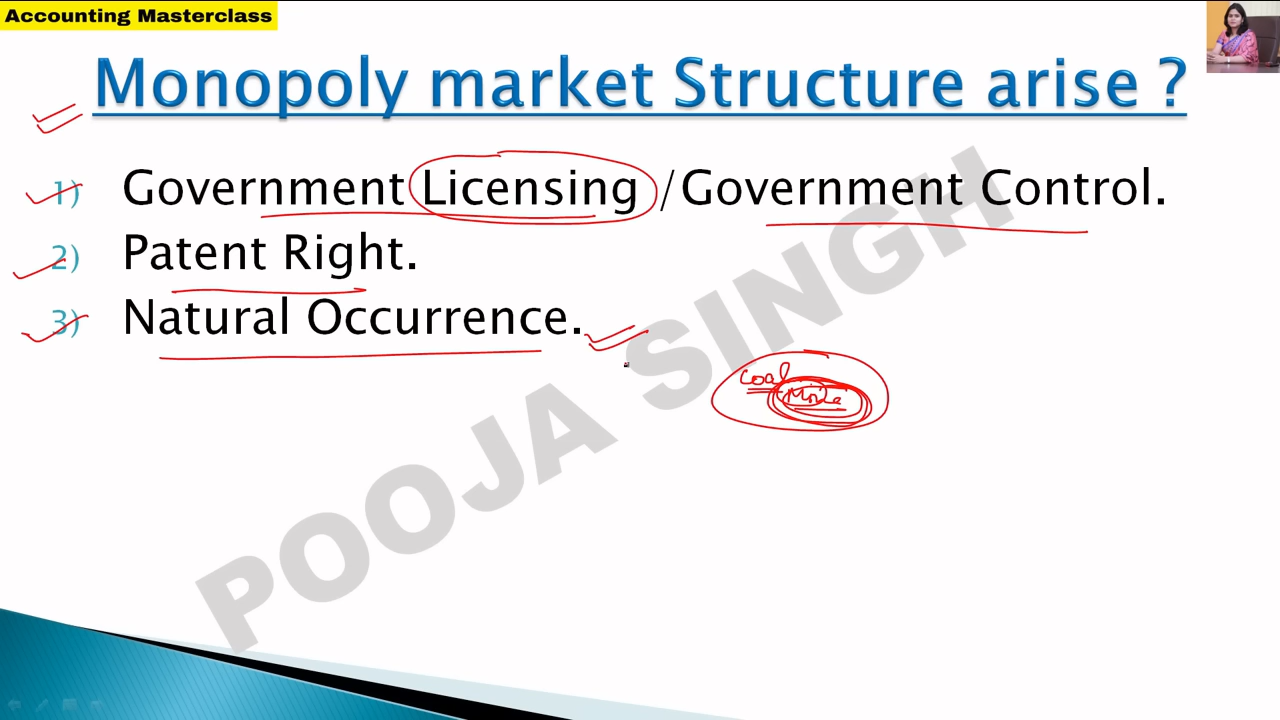 Accounting Masterclass
Monopoly market Structure arise ?
1) Government Licensing /Government Control.
2) Patent Right.
3) Natural Occurrence.
coal
Mine
POOJA SINGH